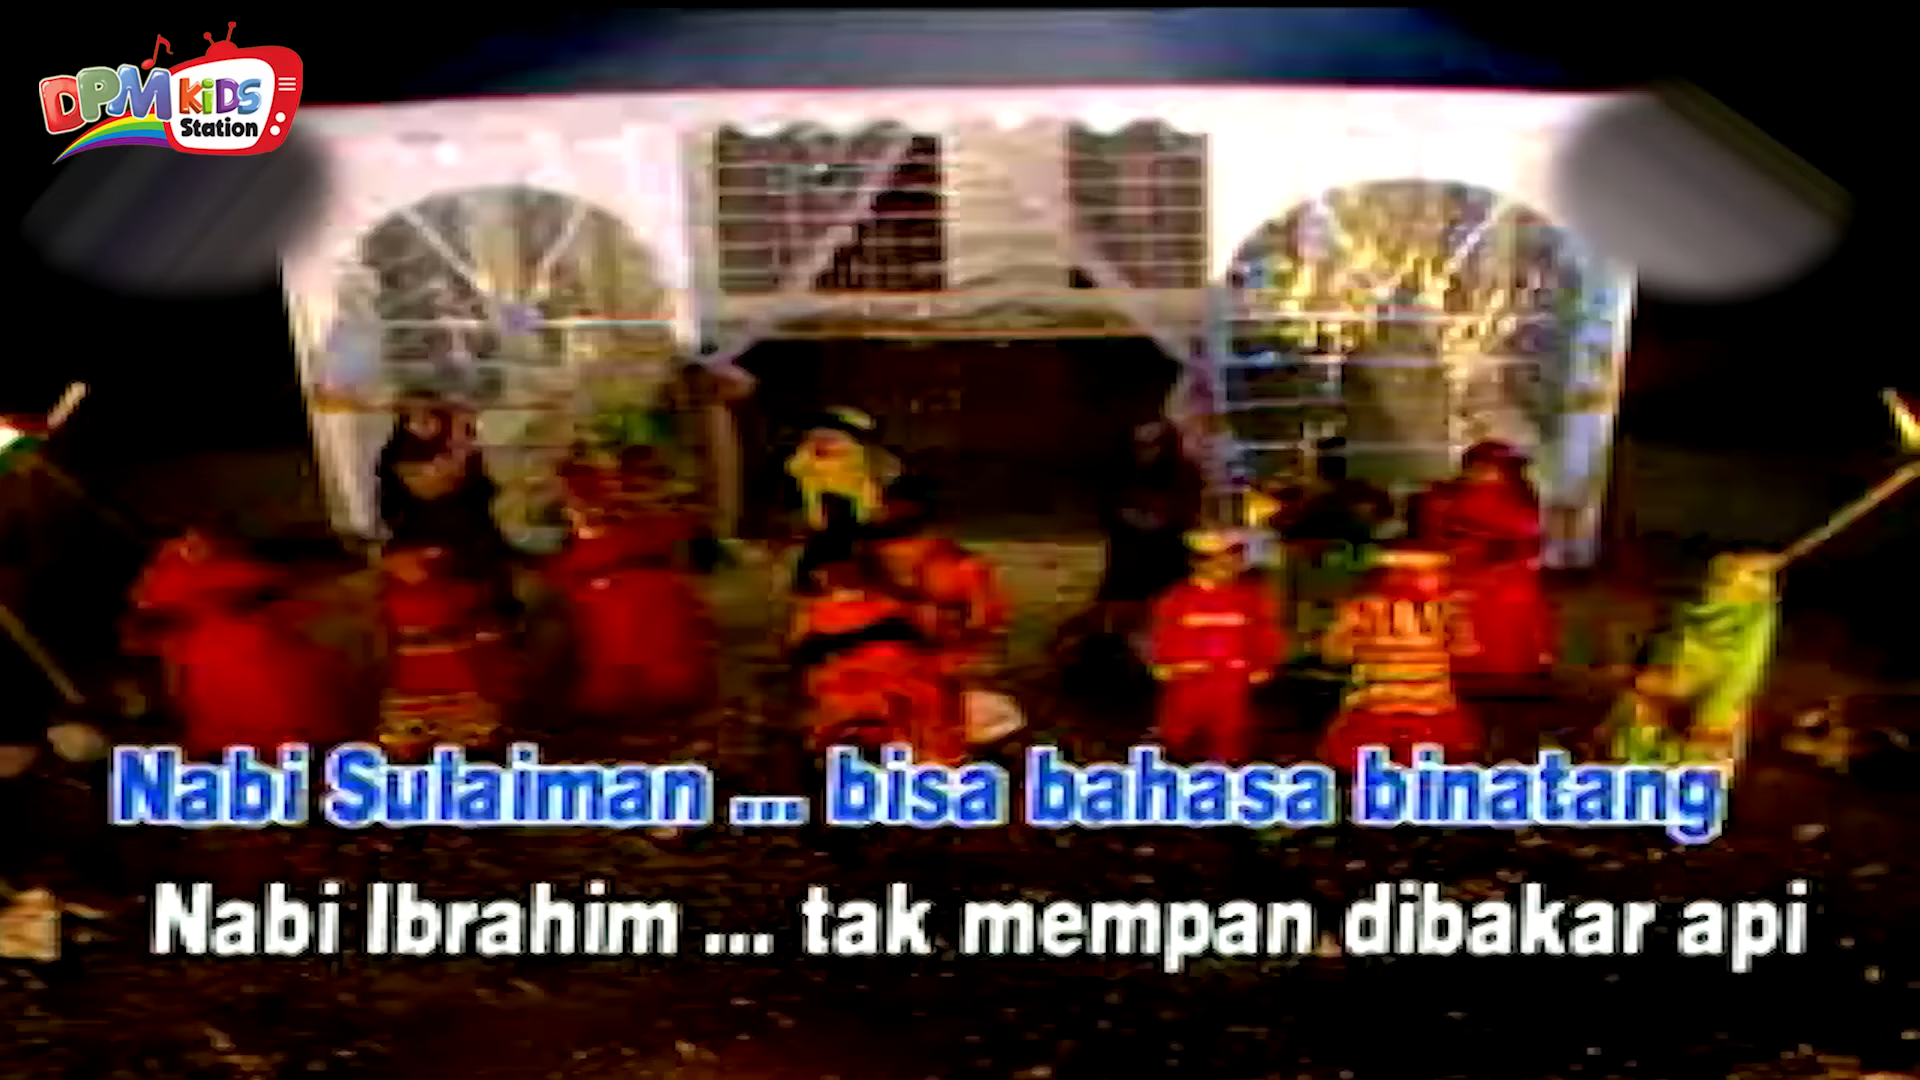 DPM KiDS
Station
Nabi Sulaiman ... bisa bahasa binatang
Nabi Ibrahim ... tak mempan dibakar api